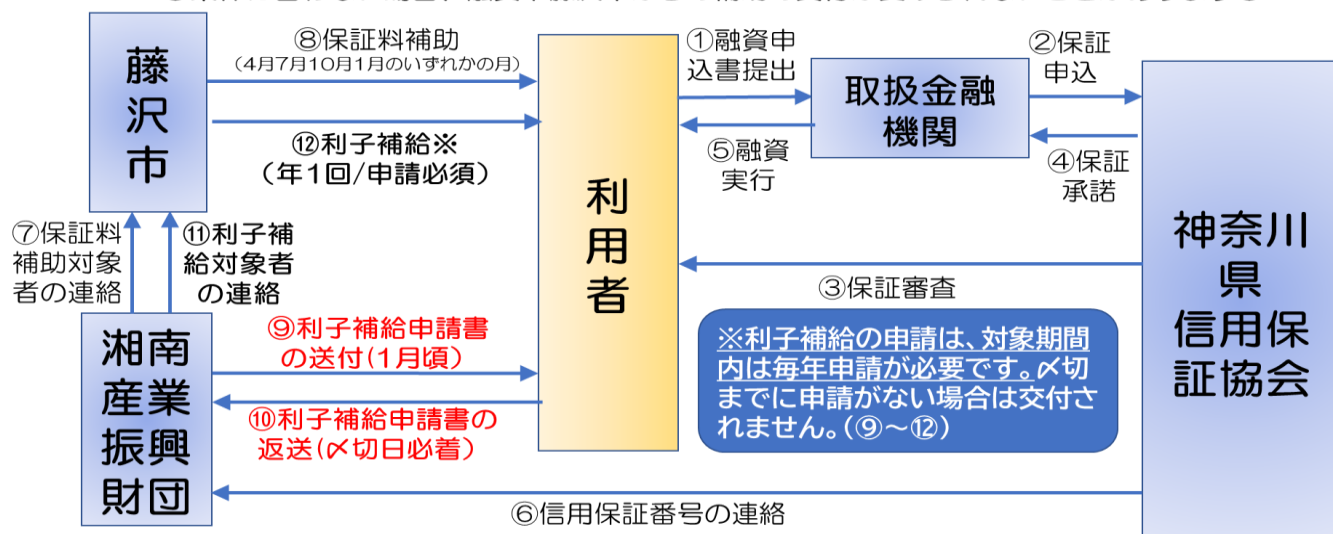 藤
沢
市
⑧保証料補助
(4月7月10月1月のいずれかの月)
⑫利子補給※
(年1回/申請必須)
利
用
者
①融資申
込書提出
⑤融資
実行
取扱金融
機関
②保証
申込
④保証
承諾
神奈川
県
信用保
証協会
③保証審査
⑦保証料
補助対象
者の連絡
⑪利子補
給対象者
の連絡
湘南
産業
振興
財団
⑨利子補給申請書
の送付(1月頃)
⑩利子補給申請書の
返送(〆切日必着)
※利子補給の申請は、対象期間
内は毎年申請が必要です。〆切
までに申請がない場合は交付さ
れません。(⑨～⑫)
⑥信用保証番号の連絡